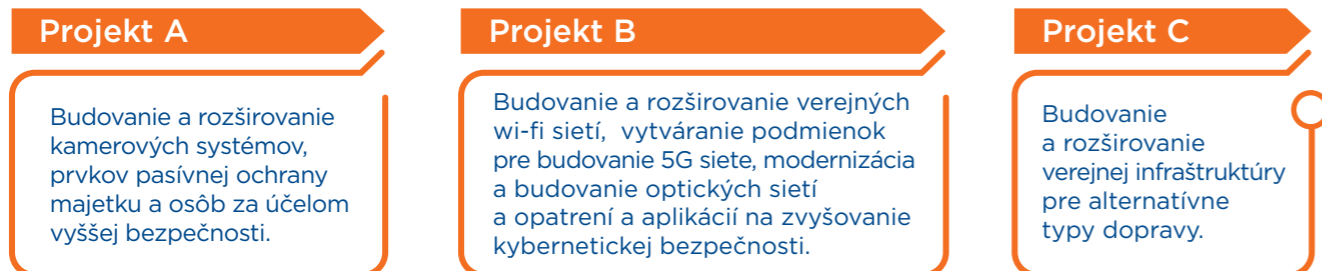 Projekt A
Budovanie a rozširovanie
kamerových systémov,
prvkov pasívnej ochrany
majetku a osôb za účelom
vyššej bezpečnosti.
Projekt B
Budovanie a rozširovanie verejných
wi-fi sietí, vytváranie podmienok
pre budovanie 5G siete, modernizácia
a budovanie optických sietí
a opatrení a aplikácií na zvyšovanie
kybernetickej bezpečnosti.
Projekt C
Budovanie
a rozširovanie
verejnej infraštruktúry
pre alternatívne
typy dopravy.